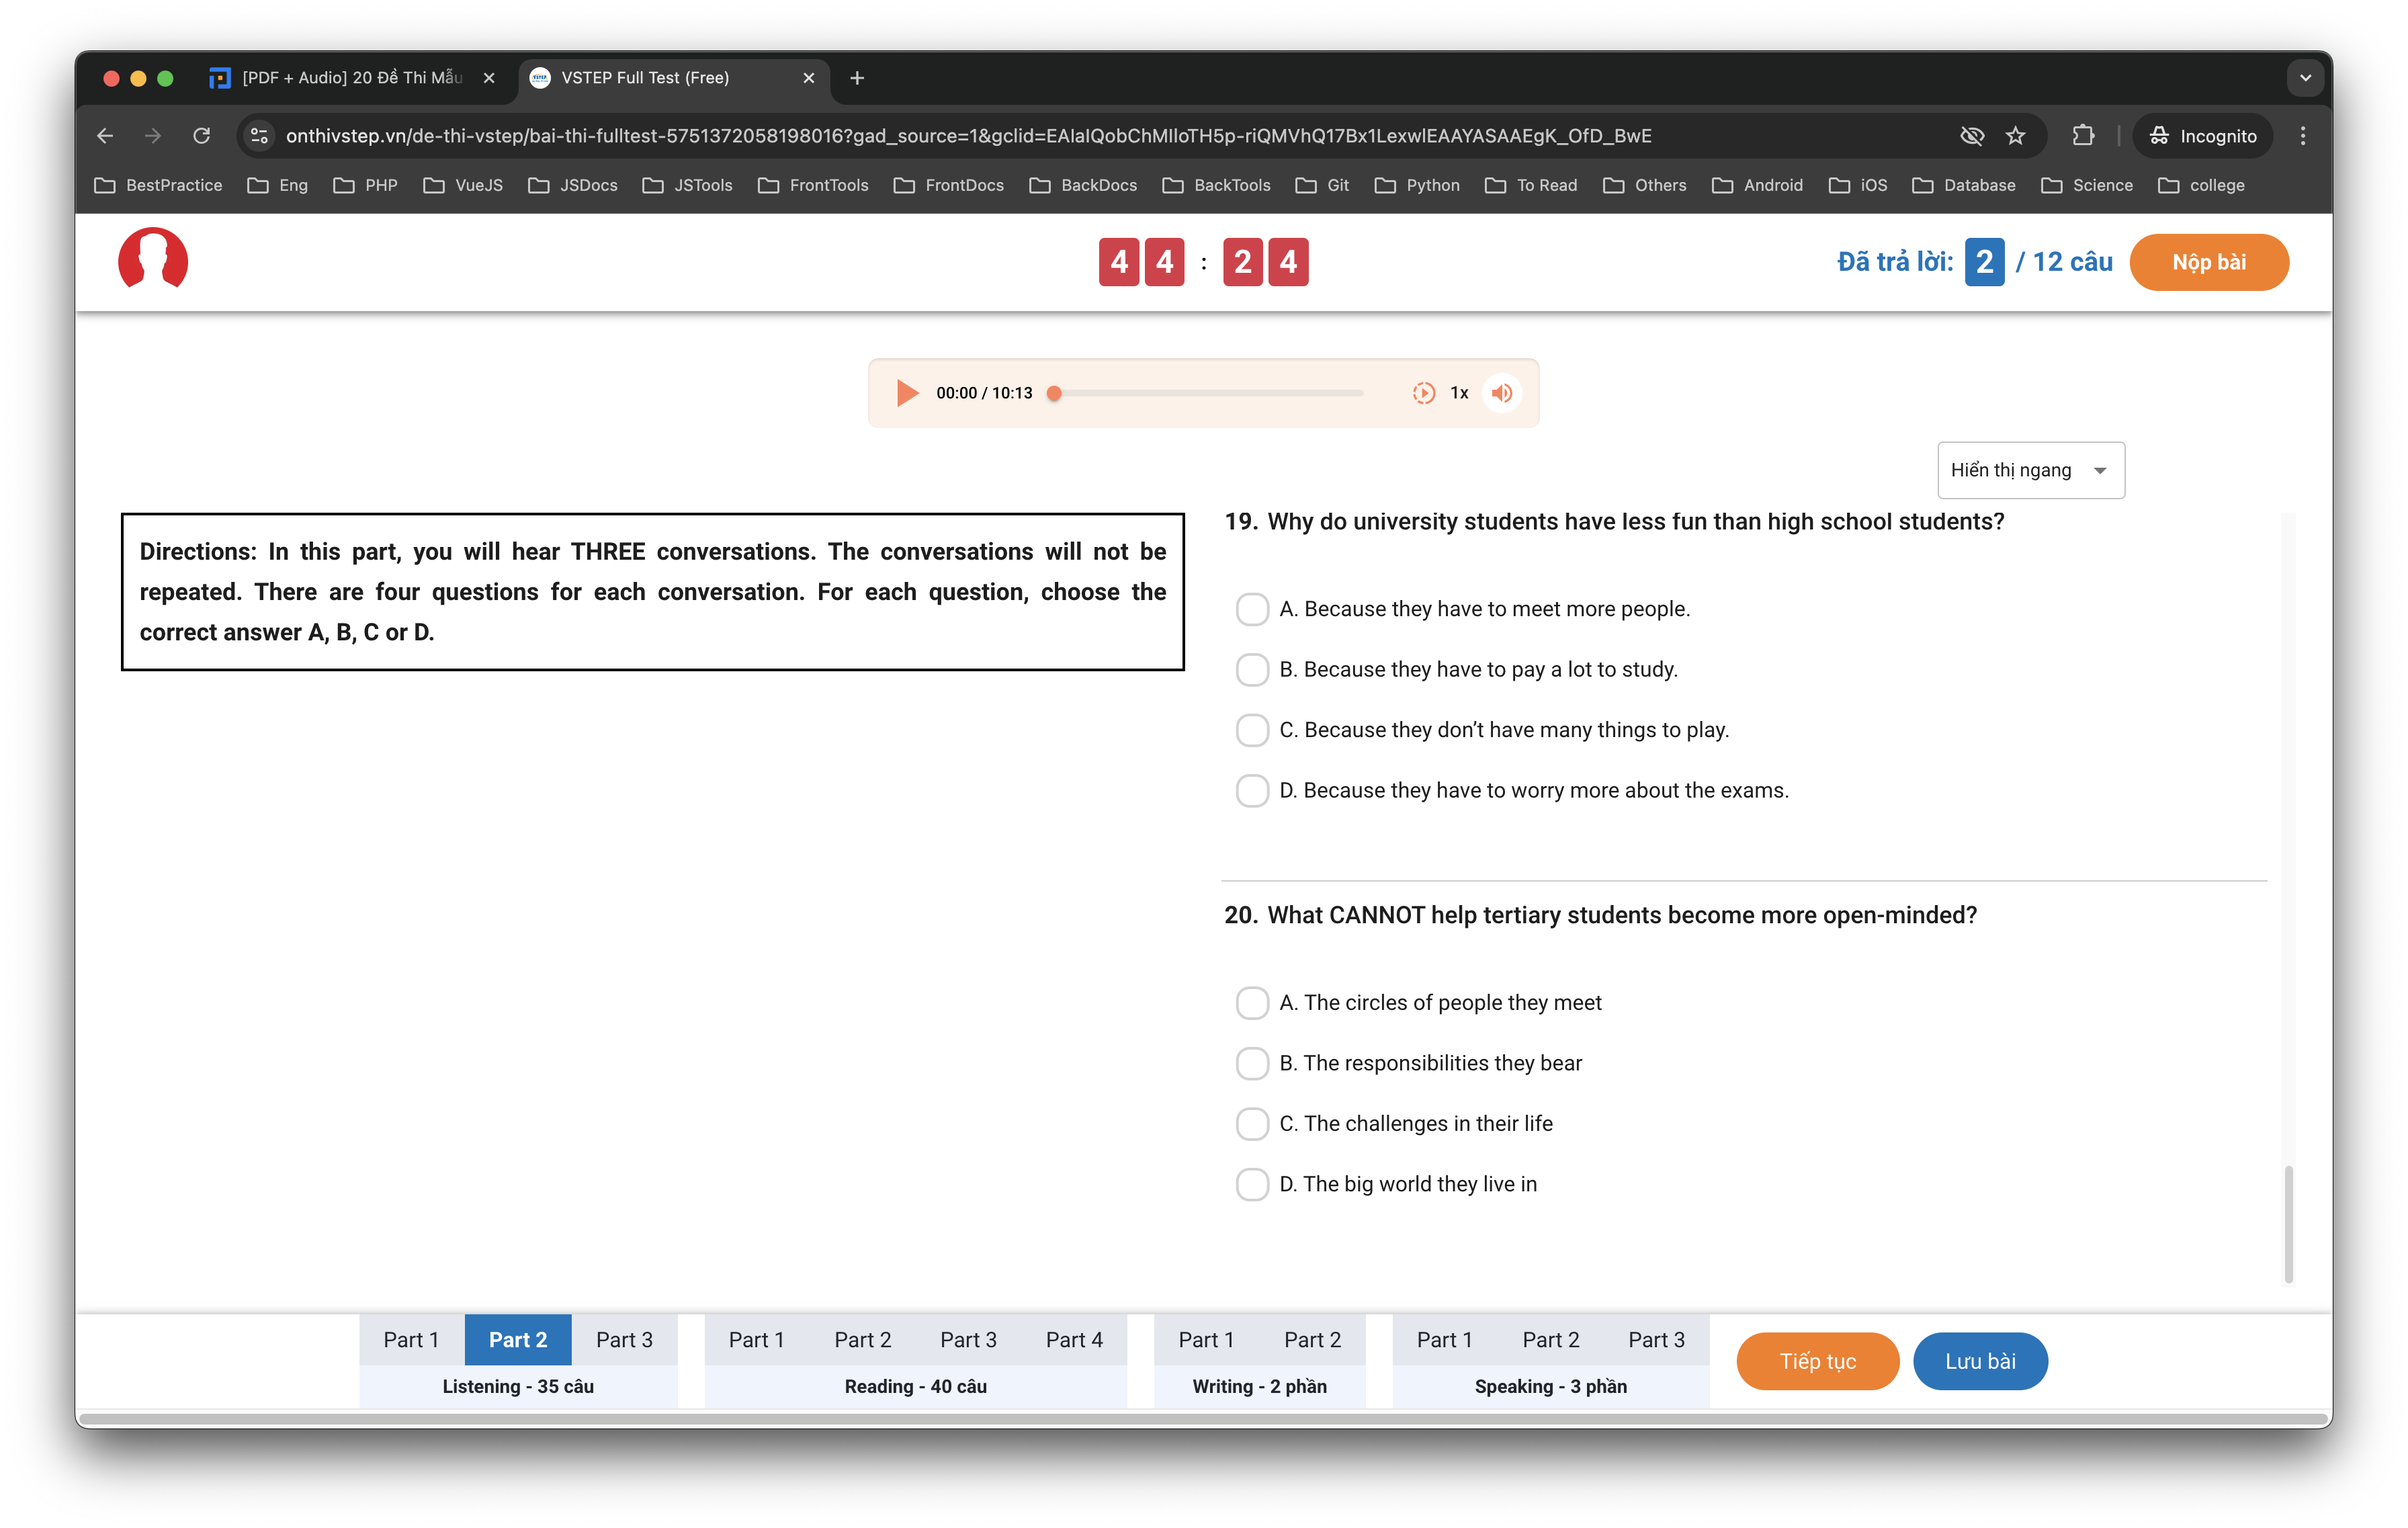 [PDF + Audio] 20 Đề Thi Mẫu
VSTEP Full Test (Free)
onthivstep.vn/de-thi-vstep/bai-thi-fulltest-5751372058198016?gad_source=1&gclid=EAIaIQobChMIloTH5p-riQMVhQ17Bx1LexwlEAAYASAAEgK_OfD_BwE
Incognito
BestPractice Eng PHP VueJS JSDocs JSTools FrontTools FrontDocs BackDocs BackTools Git Python To Read Others Android iOS Database Science college
44 : 24
Đã trả lời: 2 / 12 câu
Nộp bài
00:00 / 10:13
1x
Hiển thị ngang
Directions: In this part, you will hear THREE conversations. The conversations will not be
repeated. There are four questions for each conversation. For each question, choose the
correct answer A, B, C or D.
19. Why do university students have less fun than high school students?
A. Because they have to meet more people.
B. Because they have to pay a lot to study.
C. Because they don’t have many things to play.
D. Because they have to worry more about the exams.
20. What CANNOT help tertiary students become more open-minded?
A. The circles of people they meet
B. The responsibilities they bear
C. The challenges in their life
D. The big world they live in
Part 1 Part 2 Part 3
Listening - 35 câu
Part 1 Part 2 Part 3 Part 4
Reading - 40 câu
Part 1 Part 2
Writing - 2 phần
Part 1 Part 2 Part 3
Speaking - 3 phần
Tiếp tục
Lưu bài